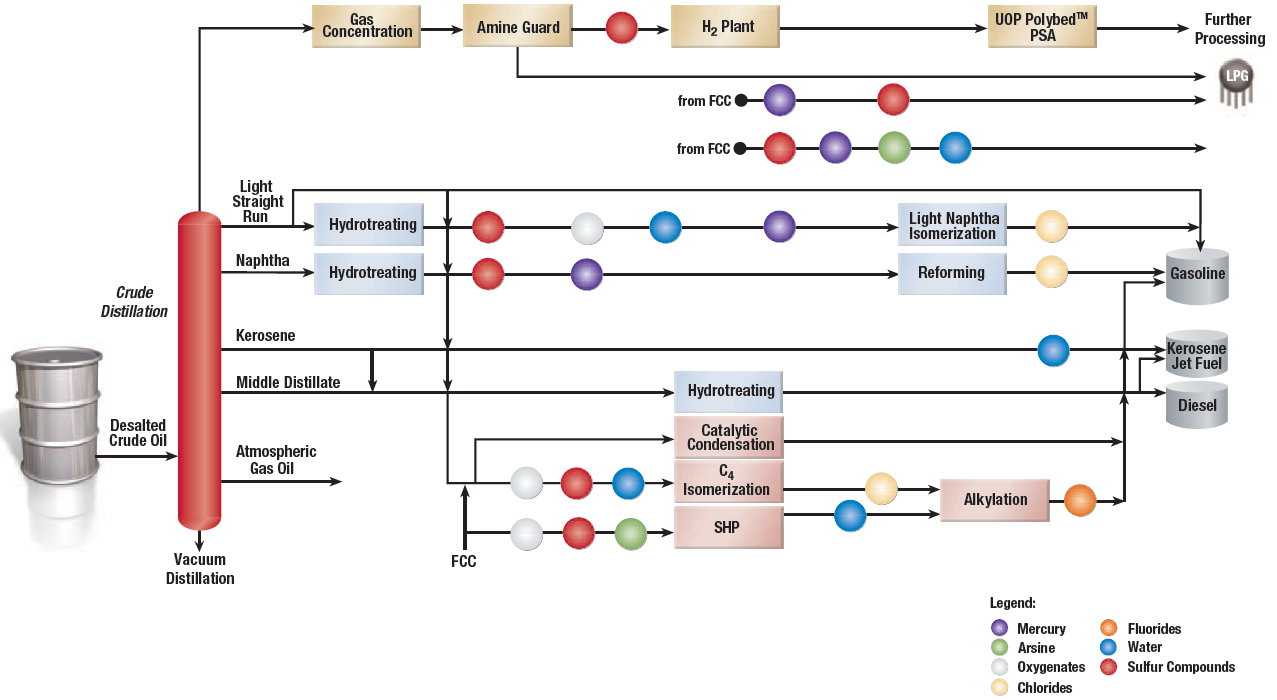 Gas
Concentration
Amine Guard
H₂ Plant
UOP Polybed™
PSA
Further
Processing
LPG
from FCC
from FCC
Light
Straight
Run
Hydrotreating
Light Naphtha
Isomerization
Naphtha
Hydrotreating
Reforming
Gasoline
Crude
Distillation
Kerosene
Kerosene
Jet Fuel
Middle Distillate
Hydrotreating
Diesel
Desalted
Crude Oil
Catalytic
Condensation
Atmospheric
Gas Oil
C₄
Isomerization
Alkylation
SHP
FCC
Vacuum
Distillation
Legend:
Mercury
Fluorides
Arsine
Water
Oxygenates
Sulfur Compounds
Chlorides